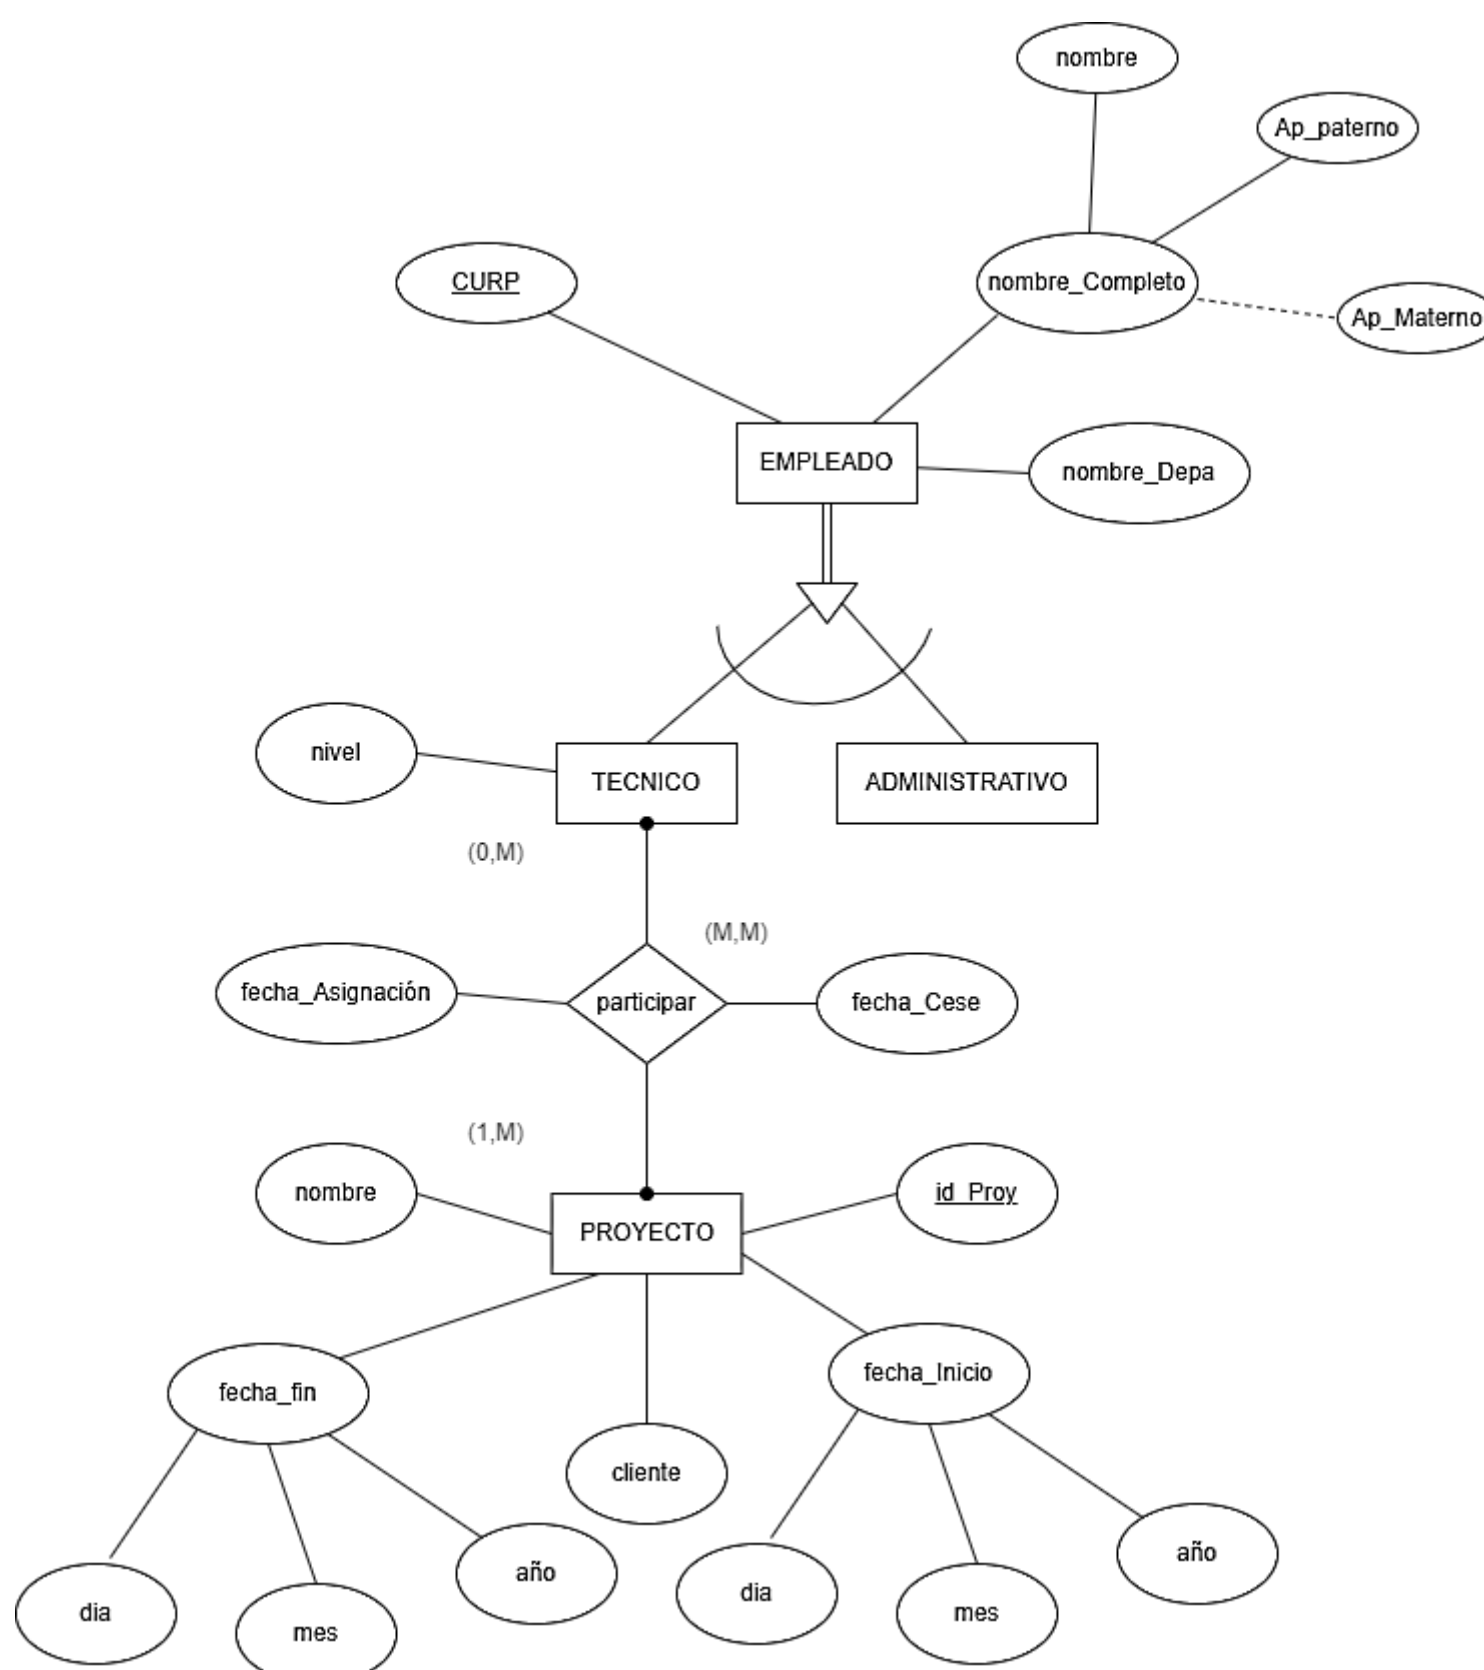 nombre
Ap_paterno
CURP
nombre_Completo
Ap_Materno
EMPLEADO
nombre_Depa
nivel
TECNICO
ADMINISTRATIVO
(0,M)
(M,M)
fecha_Asignación
participar
fecha_Cese
(1,M)
nombre
id_Proy
PROYECTO
fecha_fin
fecha_Inicio
cliente
dia
mes
año
dia
mes
año